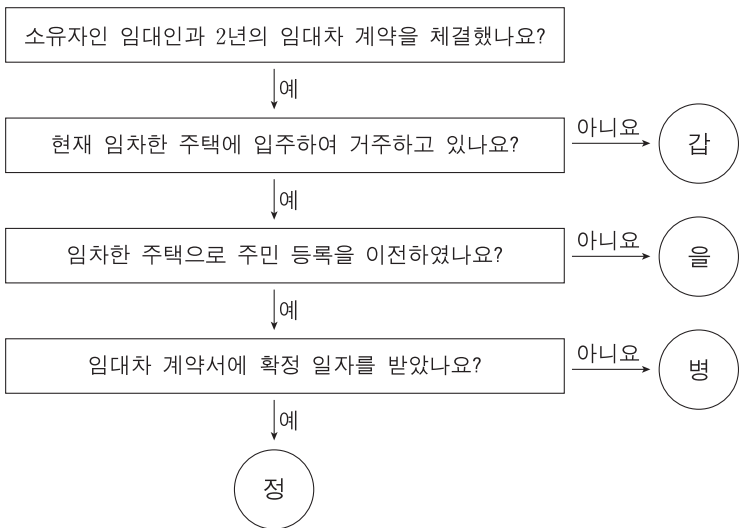 소유자인 임대인과 2년의 임대차 계약을 체결했나요?
예
현재 임차한 주택에 입주하여 거주하고 있나요?
아니요
갑
예
임차한 주택으로 주민 등록을 이전하였나요?
아니요
을
예
임대차 계약서에 확정 일자를 받았나요?
아니요
병
예
정